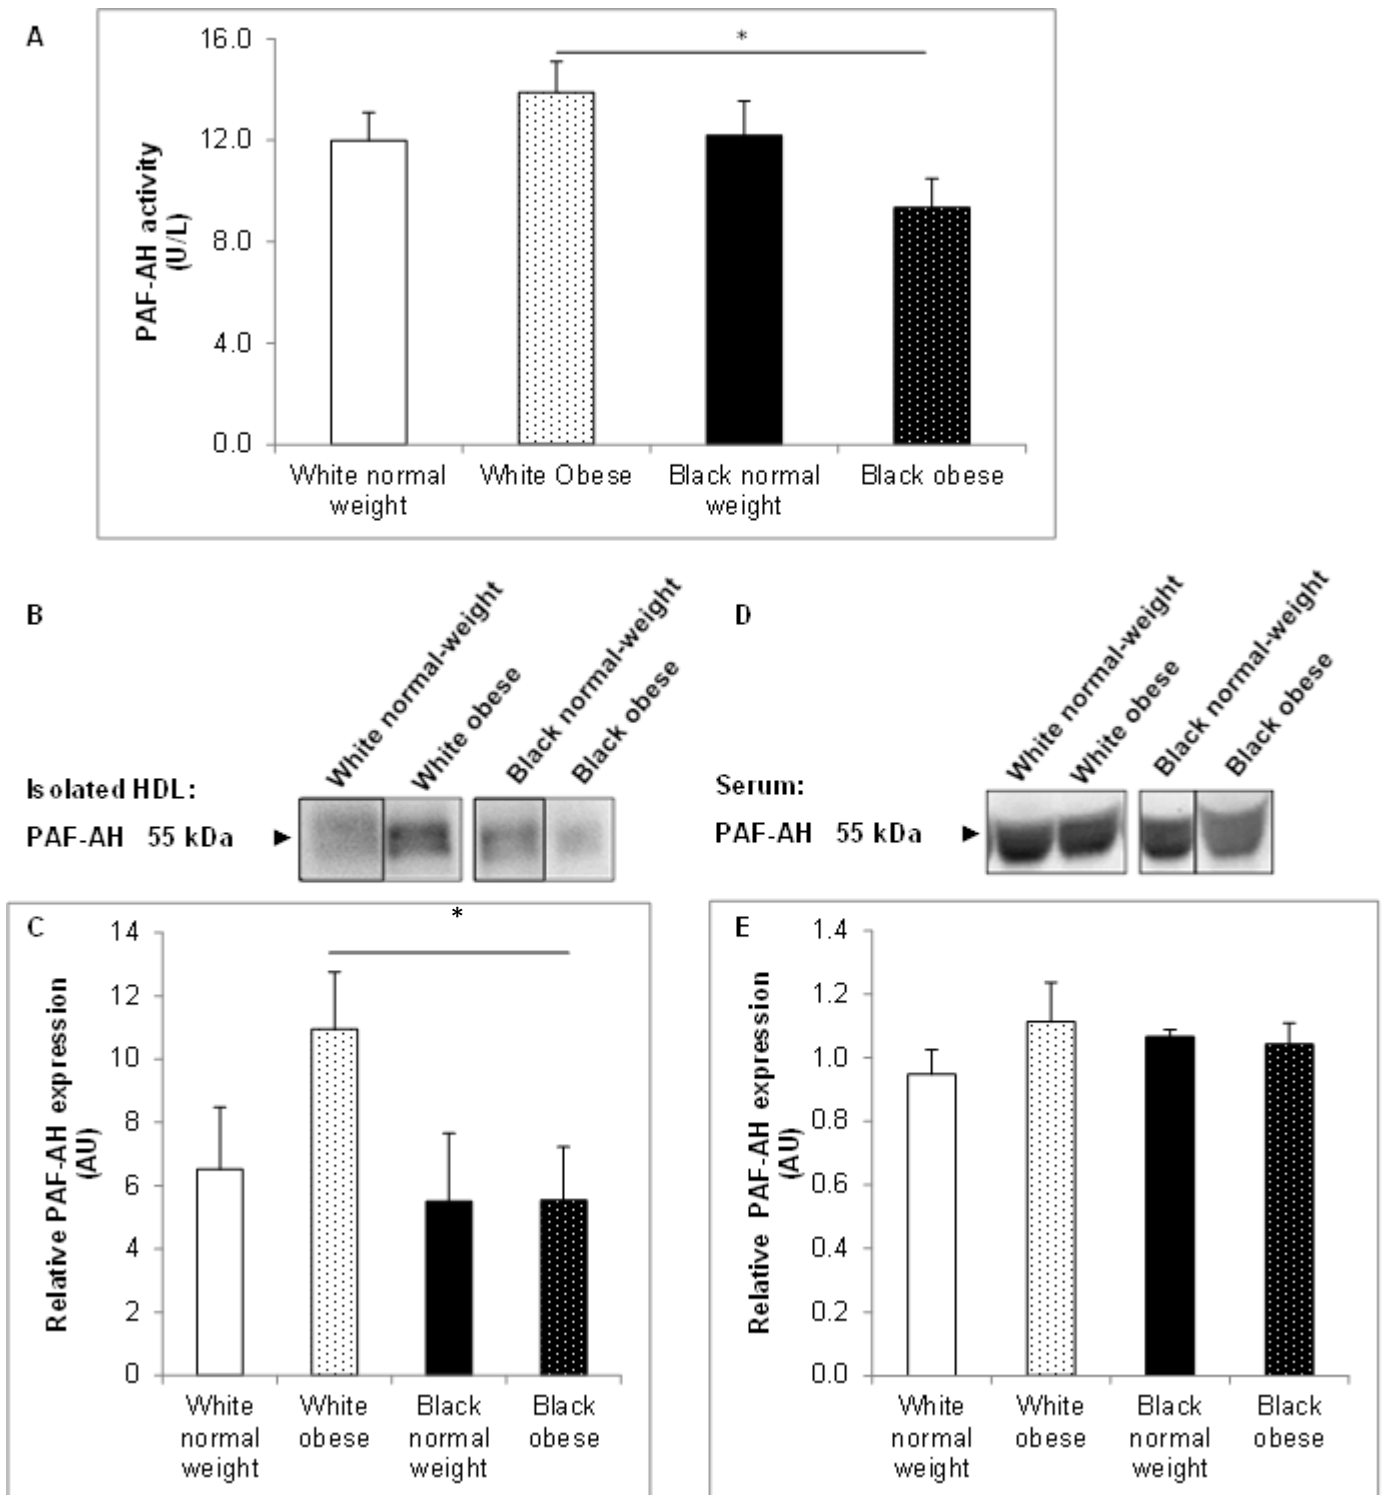 A
*
16.0
12.0
8.0
4.0
0.0
PAF-AH activity
(U/L)
White normal
weight
White Obese
Black normal
weight
Black obese
B
White normal-weight
White obese
Black normal-weight
Black obese
Isolated HDL:
PAF-AH 55 kDa
D
White normal-weight
White obese
Black normal-weight
Black obese
Serum:
PAF-AH 55 kDa
C
*
14
12
10
8
6
4
2
0
Relative PAF-AH expression
(AU)
White
normal
weight
White
obese
Black
normal
weight
Black
obese
E
1.4
1.2
1.0
0.8
0.6
0.4
0.2
0.0
Relative PAF-AH expression
(AU)
White
normal
weight
White
obese
Black
normal
weight
Black
obese